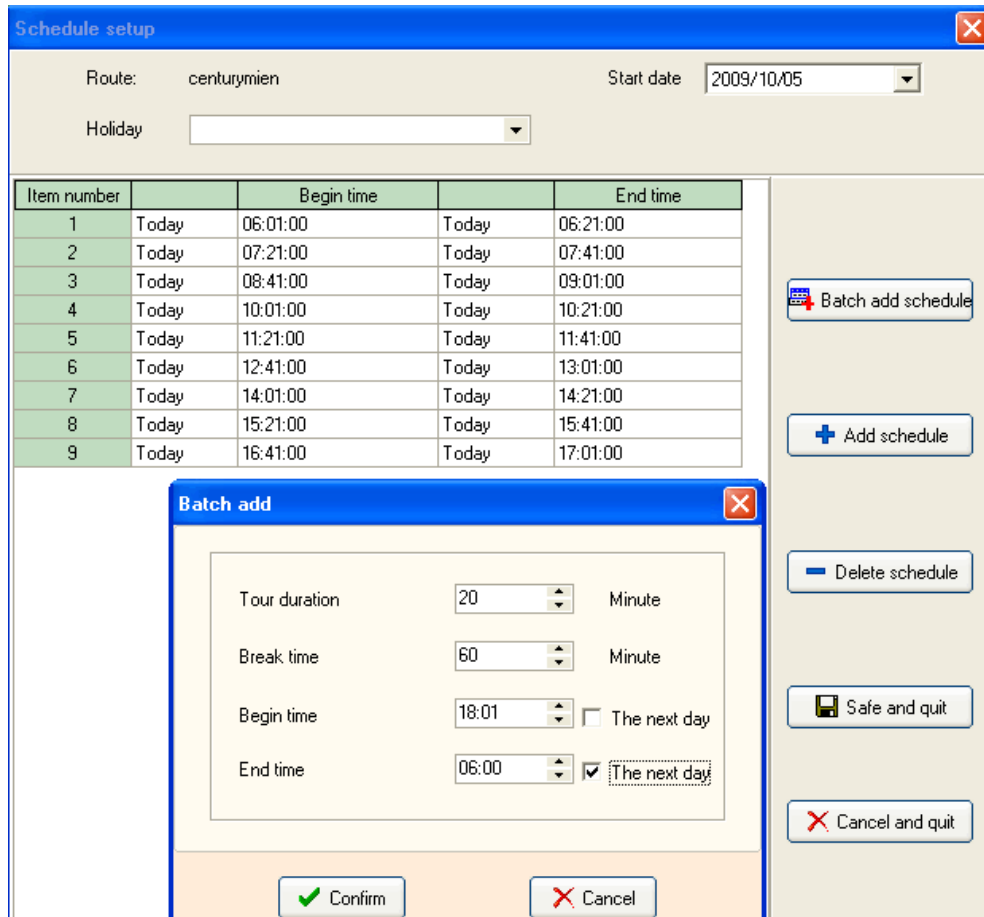 Schedule setup
Route: centurymien Start date 2009/10/05
Holiday
Item number Begin time End time
1 Today 06:01:00 Today 06:21:00
2 Today 07:21:00 Today 07:41:00
3 Today 08:41:00 Today 09:01:00
4 Today 10:01:00 Today 10:21:00
5 Today 11:21:00 Today 11:41:00
6 Today 12:41:00 Today 13:01:00
7 Today 14:01:00 Today 14:21:00
8 Today 15:21:00 Today 15:41:00
9 Today 16:41:00 Today 17:01:00
Batch add schedule
Add schedule
Delete schedule
Safe and quit
Cancel and quit
Batch add
Tour duration 20 Minute
Break time 60 Minute
Begin time 18:01 The next day
End time 06:00 The next day
Confirm Cancel